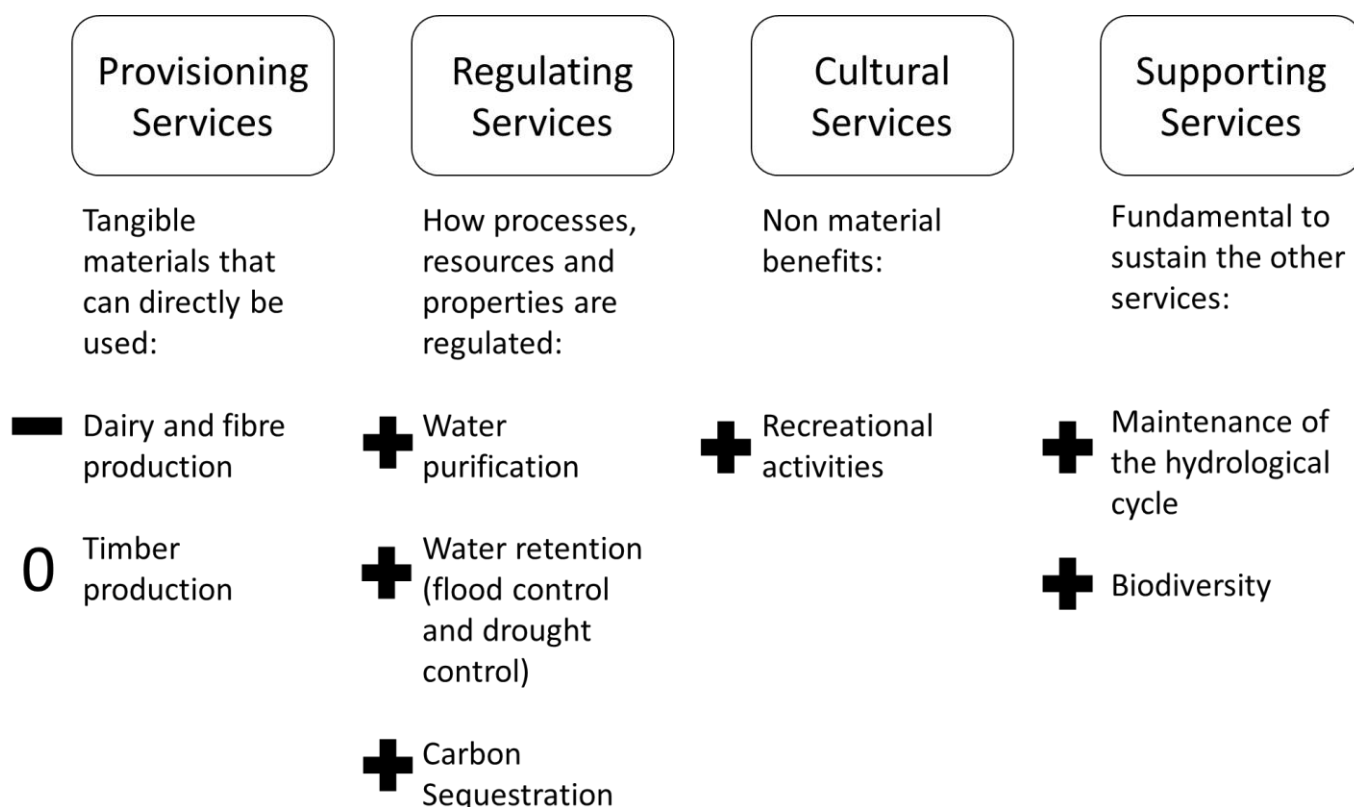 Provisioning
Services
Regulating
Services
Cultural
Services
Supporting
Services
Tangible
materials that
can directly be
used:
How processes,
resources and
properties are
regulated:
Non material
benefits:
Fundamental to
sustain the other
services:
Dairy and fibre
production
0 Timber
production
Water
purification
Water retention
(flood control
and drought
control)
Carbon
Sequestration
Recreational
activities
Maintenance of
the hydrological
cycle
Biodiversity